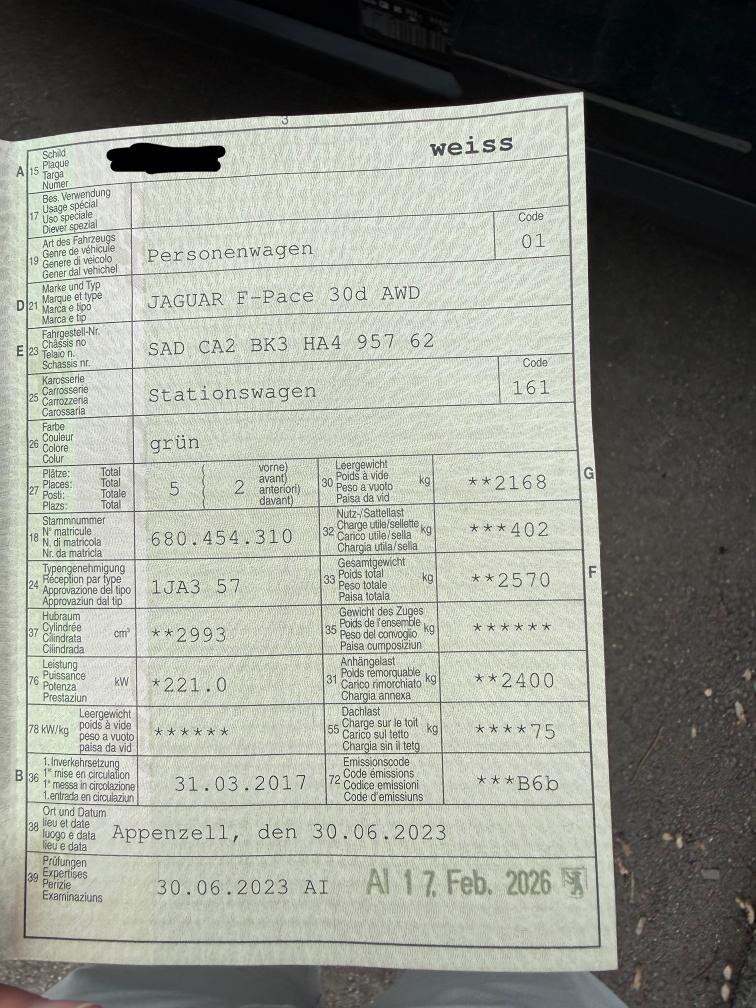 3
A 15 Schild
Plaque
Targa
Numer
weiss
17 Bes. Verwendung
Usage spécial
Uso speciale
Diever spezial
19 Art des Fahrzeugs
Genre de véhicule
Genere di veicolo
Gener dal vehichel
Personenwagen
Code
01
D 21 Marke und Typ
Marque et type
Marca e tipo
Marca e tip
JAGUAR F-Pace 30d AWD
E 23 Fahrgestell-Nr.
Châssis no
Telaio n.
Schassis nr.
SAD CA2 BK3 HA4 957 62
25 Karosserie
Carrosserie
Carrozzeria
Carossaria
Stationswagen
Code
161
26 Farbe
Couleur
Colore
Colur
grün
27 Plätze: Total
Places: Total
Posti: Totale
Plazs: Total
5
2
vorne)
avant)
anteriori)
davant)
30 Leergewicht
Poids à vide
Peso a vuoto
Paisa da vid
kg
**2168
G
18 Stammnummer
N° matricule
N. di matricola
Nr. da matricla
680.454.310
32 Nutz-/Sattellast
Charge utile/sellette
Carico utile/sella
Chargia utila/sella
kg
***402
24 Typengenehmigung
Réception par type
Approvazione del tipo
Approvaziun dal tip
1JA3 57
33 Gesamtgewicht
Poids total
Peso totale
Paisa totala
kg
**2570
F
37 Hubraum
Cylindrée
Cilindrata
Cilindrada
cm³
**2993
35 Gewicht des Zuges
Poids de l'ensemble
Peso del convoglio
Paisa cumposiziun
kg
******
76 Leistung
Puissance
Potenza
Prestaziun
kW
*221.0
31 Anhängelast
Poids remorquable
Carico rimorchiato
Chargia annexa
kg
**2400
78 kW/kg Leergewicht
poids à vide
peso a vuoto
paisa da vid
******
55 Dachlast
Charge sur le toit
Carico sul tetto
Chargia sin il tetg
kg
****75
B 36 1. Inverkehrsetzung
1re mise en circulation
1a messa in circolazione
1. entrada en circulaziun
31.03.2017
72 Emissionscode
Code émissions
Codice emissioni
Code d'emissiuns
***B6b
38 Ort und Datum
lieu et date
luogo e data
lieu e data
Appenzell, den 30.06.2023
39 Prüfungen
Expertises
Perizie
Examinaziuns
30.06.2023 AI
AI 17. Feb. 2026